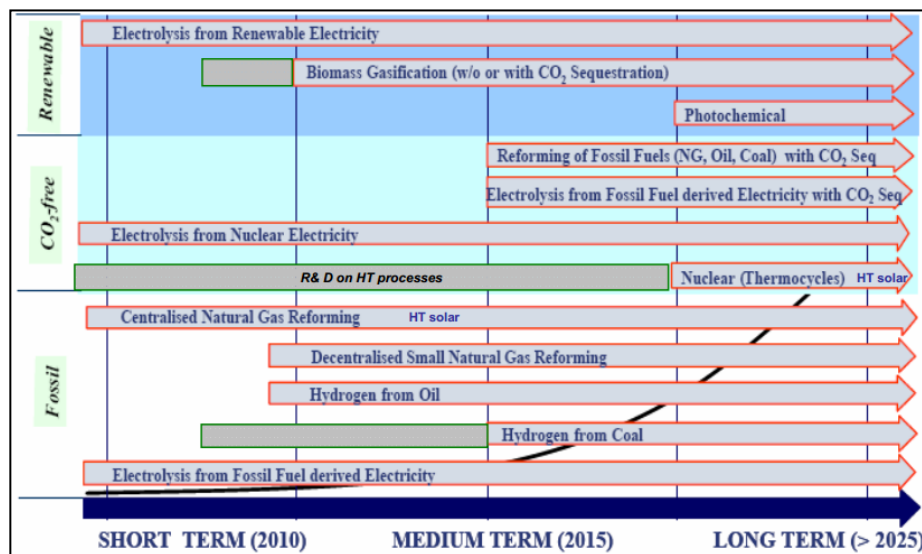 Renewable
Electrolysis from Renewable Electricity
Biomass Gasification (w/o or with CO₂ Sequestration)
Photochemical
CO₂-free
Reforming of Fossil Fuels (NG, Oil, Coal) with CO₂ Seq
Electrolysis from Fossil Fuel derived Electricity with CO₂ Seq
Electrolysis from Nuclear Electricity
R& D on HT processes
Nuclear (Thermocycles) HT solar
Fossil
Centralised Natural Gas Reforming HT solar
Decentralised Small Natural Gas Reforming
Hydrogen from Oil
Hydrogen from Coal
Electrolysis from Fossil Fuel derived Electricity
SHORT TERM (2010) MEDIUM TERM (2015) LONG TERM (> 2025)